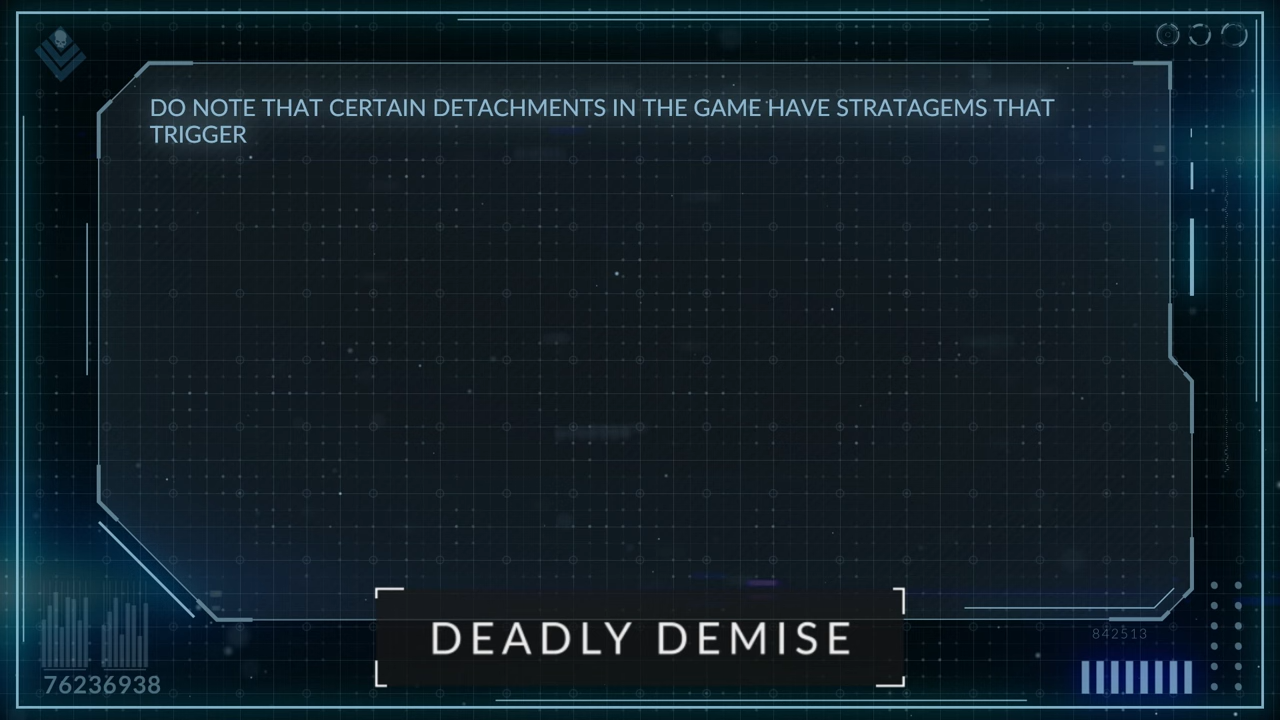 DO NOTE THAT CERTAIN DETACHMENTS IN THE GAME HAVE STRATAGEMS THAT
TRIGGER
842513
DEADLY DEMISE
76236938